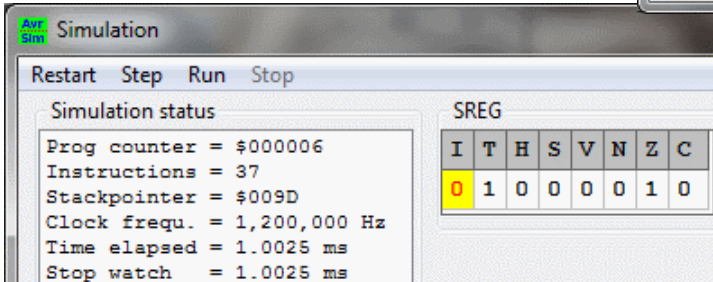 Avr
Sim
Simulation
Restart Step Run Stop
Simulation status
Prog counter = $000006
Instructions = 37
Stackpointer = $009D
Clock frequ. = 1,200,000 Hz
Time elapsed = 1.0025 ms
Stop watch   = 1.0025 ms
SREG
I T H S V N Z C
0 1 0 0 0 0 1 0